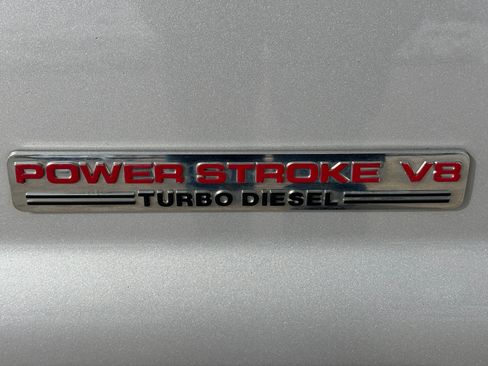 POWER STROKE V8
TURBO DIESEL